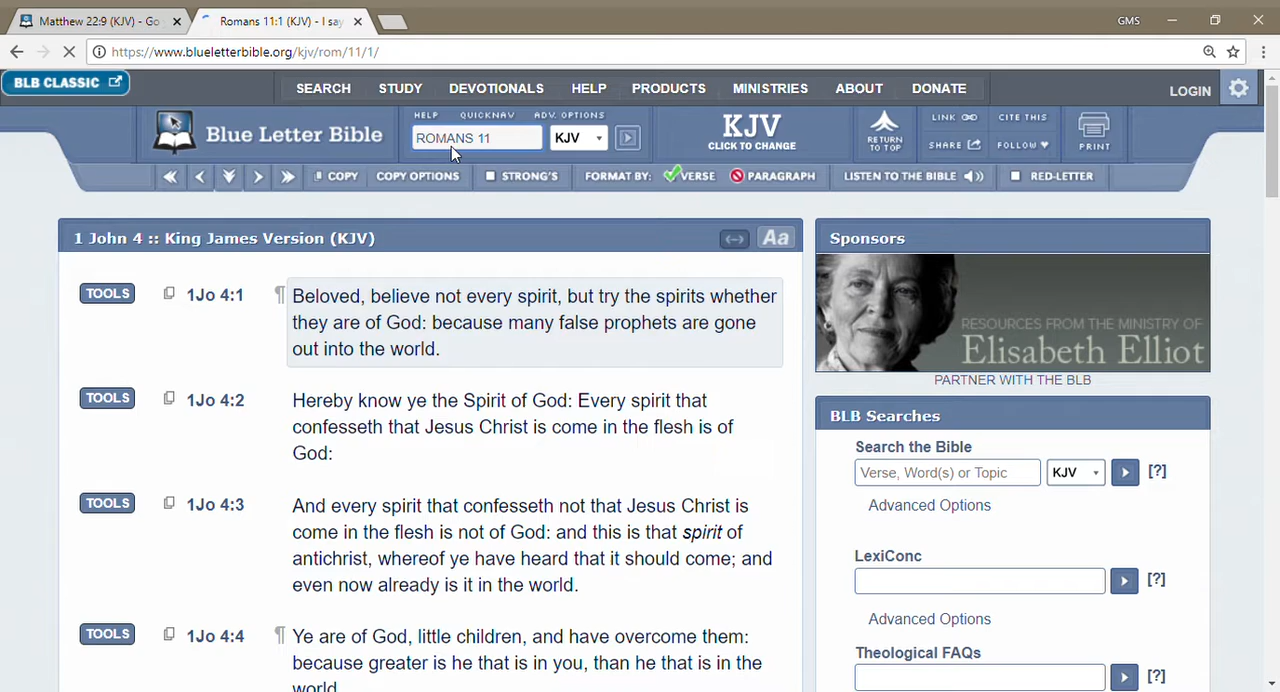 Matthew 22:9 (KJV) - Go
Romans 11:1 (KJV) - I say
GMS
https://www.blueletterbible.org/kjv/rom/11/1/
BLB CLASSIC
SEARCH STUDY DEVOTIONALS HELP PRODUCTS MINISTRIES ABOUT DONATE
LOGIN
Blue Letter Bible
HELP QUICKNAV ADV. OPTIONS
ROMANS 11 KJV
KJV
CLICK TO CHANGE
RETURN
TO TOP
LINK CITE THIS
SHARE FOLLOW
PRINT
COPY COPY OPTIONS STRONG'S FORMAT BY: VERSE PARAGRAPH LISTEN TO THE BIBLE RED-LETTER
1 John 4 :: King James Version (KJV)
Aa
TOOLS 1Jo 4:1 ¶ Beloved, believe not every spirit, but try the spirits whether
they are of God: because many false prophets are gone
out into the world.
TOOLS 1Jo 4:2 Hereby know ye the Spirit of God: Every spirit that
confesseth that Jesus Christ is come in the flesh is of
God:
TOOLS 1Jo 4:3 And every spirit that confesseth not that Jesus Christ is
come in the flesh is not of God: and this is that spirit of
antichrist, whereof ye have heard that it should come; and
even now already is it in the world.
TOOLS 1Jo 4:4 ¶ Ye are of God, little children, and have overcome them:
because greater is he that is in you, than he that is in the
world.
Sponsors
RESOURCES FROM THE MINISTRY OF
Elisabeth Elliot
PARTNER WITH THE BLB
BLB Searches
Search the Bible
Verse, Word(s) or Topic KJV [?]
Advanced Options
LexiConc
[?]
Advanced Options
Theological FAQs
[?]